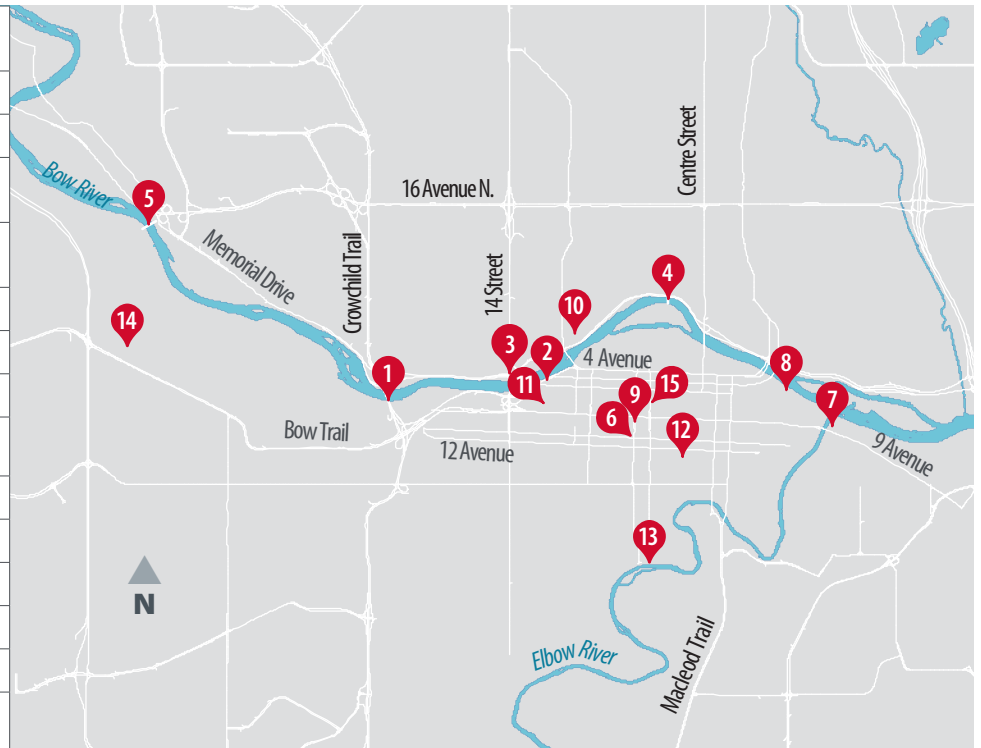 Bow River
5
16 Avenue N.
Centre Street
Memorial Drive
Crowchild Trail
14 Street
4
14
10
3
2
4 Avenue
1
11
8
15
9
7
6
12
Bow Trail
12 Avenue
9 Avenue
13
N
Elbow River
Macleod Trail